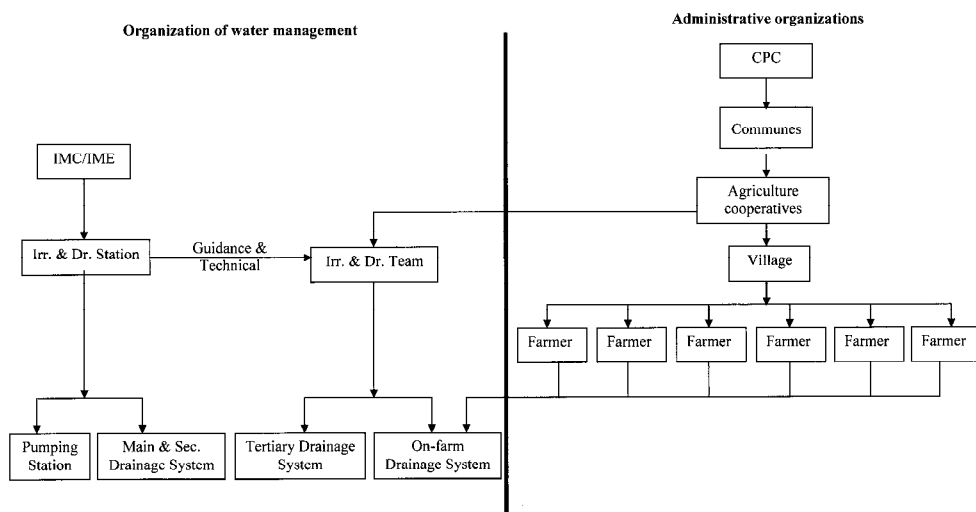 Organization of water management
Administrative organizations
CPC
Communes
IMC/IME
Agriculture
cooperatives
Irr. & Dr. Station
Guidance &
Technical
Irr. & Dr. Team
Village
Farmer
Farmer
Farmer
Farmer
Farmer
Farmer
Pumping
Station
Main & Sec.
Drainage System
Tertiary Drainage
System
On-farm
Drainage System